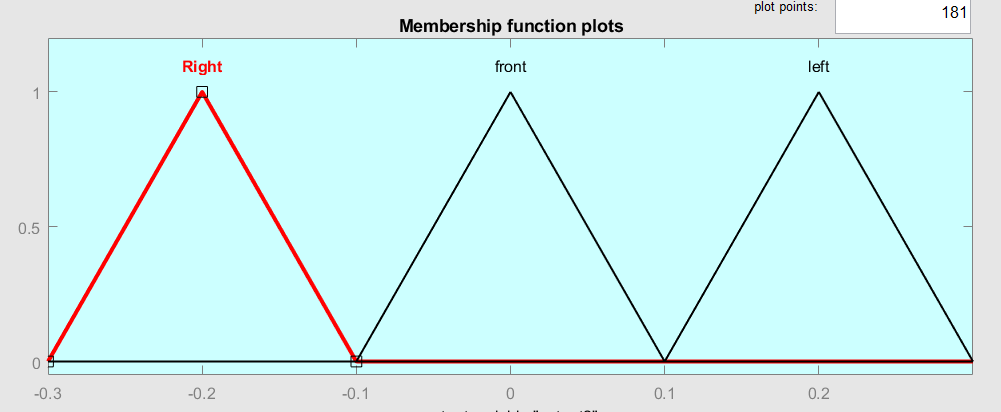 plot points: 181
Membership function plots
Right front left
1
0.5
0
-0.3 -0.2 -0.1 0 0.1 0.2